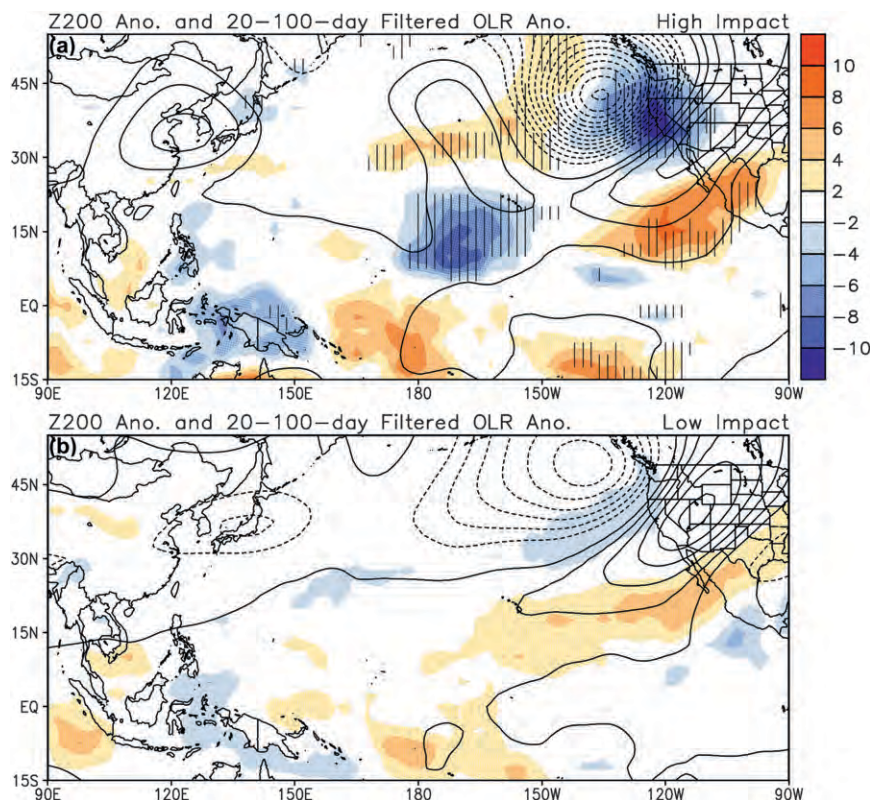 Z200 Ano. and 20-100-day Filtered OLR Ano. High Impact
(a)
45N
30N
15N
EQ
15S
90E 120E 150E 180 150W 120W 90W
10
8
6
4
2
-2
-4
-6
-8
-10
Z200 Ano. and 20-100-day Filtered OLR Ano. Low Impact
(b)
45N
30N
15N
EQ
15S
90E 120E 150E 180 150W 120W 90W